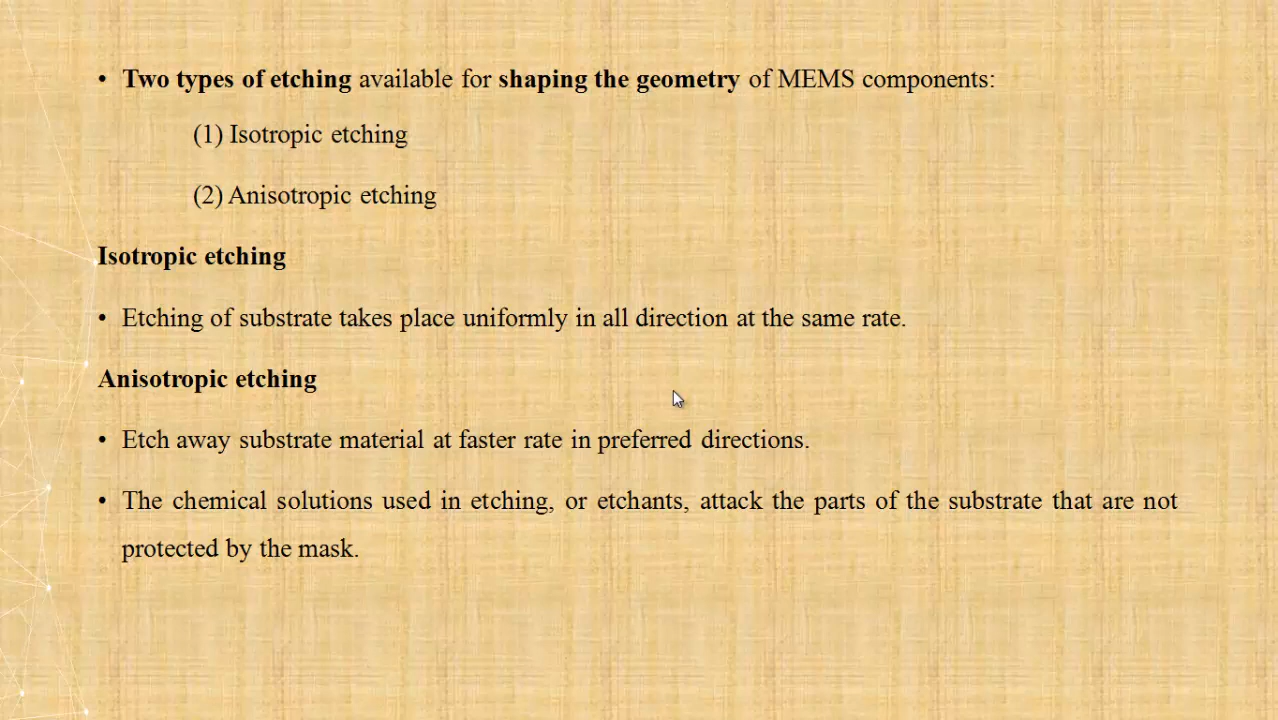 • Two types of etching available for shaping the geometry of MEMS components:
(1) Isotropic etching
(2) Anisotropic etching
Isotropic etching
• Etching of substrate takes place uniformly in all direction at the same rate.
Anisotropic etching
• Etch away substrate material at faster rate in preferred directions.
• The chemical solutions used in etching, or etchants, attack the parts of the substrate that are not
protected by the mask.